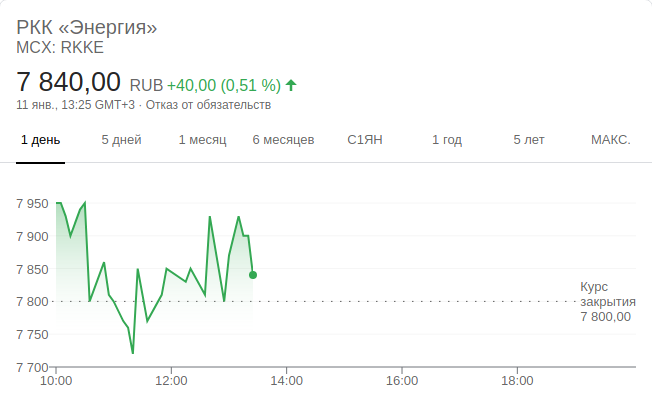 РКК «Энергия»
MCX: RKKE
7 840,00 RUB +40,00 (0,51 %)
11 янв., 13:25 GMT+3 · Отказ от обязательств
1 день 5 дней 1 месяц 6 месяцев С1ЯН 1 год 5 лет МАКС.
7 950
7 900
7 850
7 800
7 750
7 700
Курс
закрытия
7 800,00
10:00 12:00 14:00 16:00 18:00